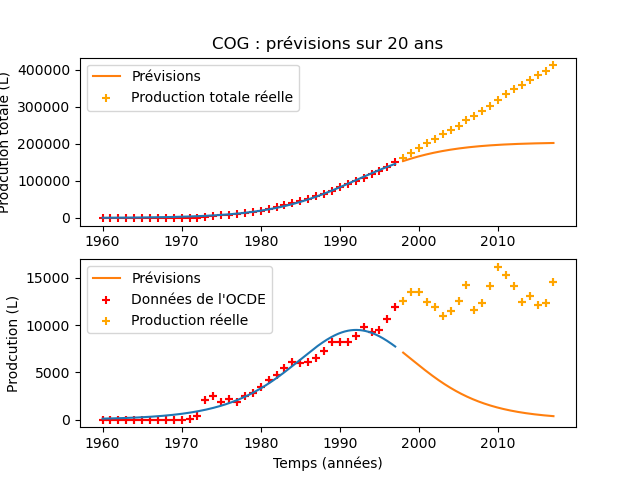 COG : prévisions sur 20 ans
Prodcution totale (L)
400000
300000
200000
100000
0
Prévisions
Production totale réelle
1960 1970 1980 1990 2000 2010
Prodcution (L)
15000
10000
5000
0
Prévisions
Données de l'OCDE
Production réelle
1960 1970 1980 1990 2000 2010
Temps (années)